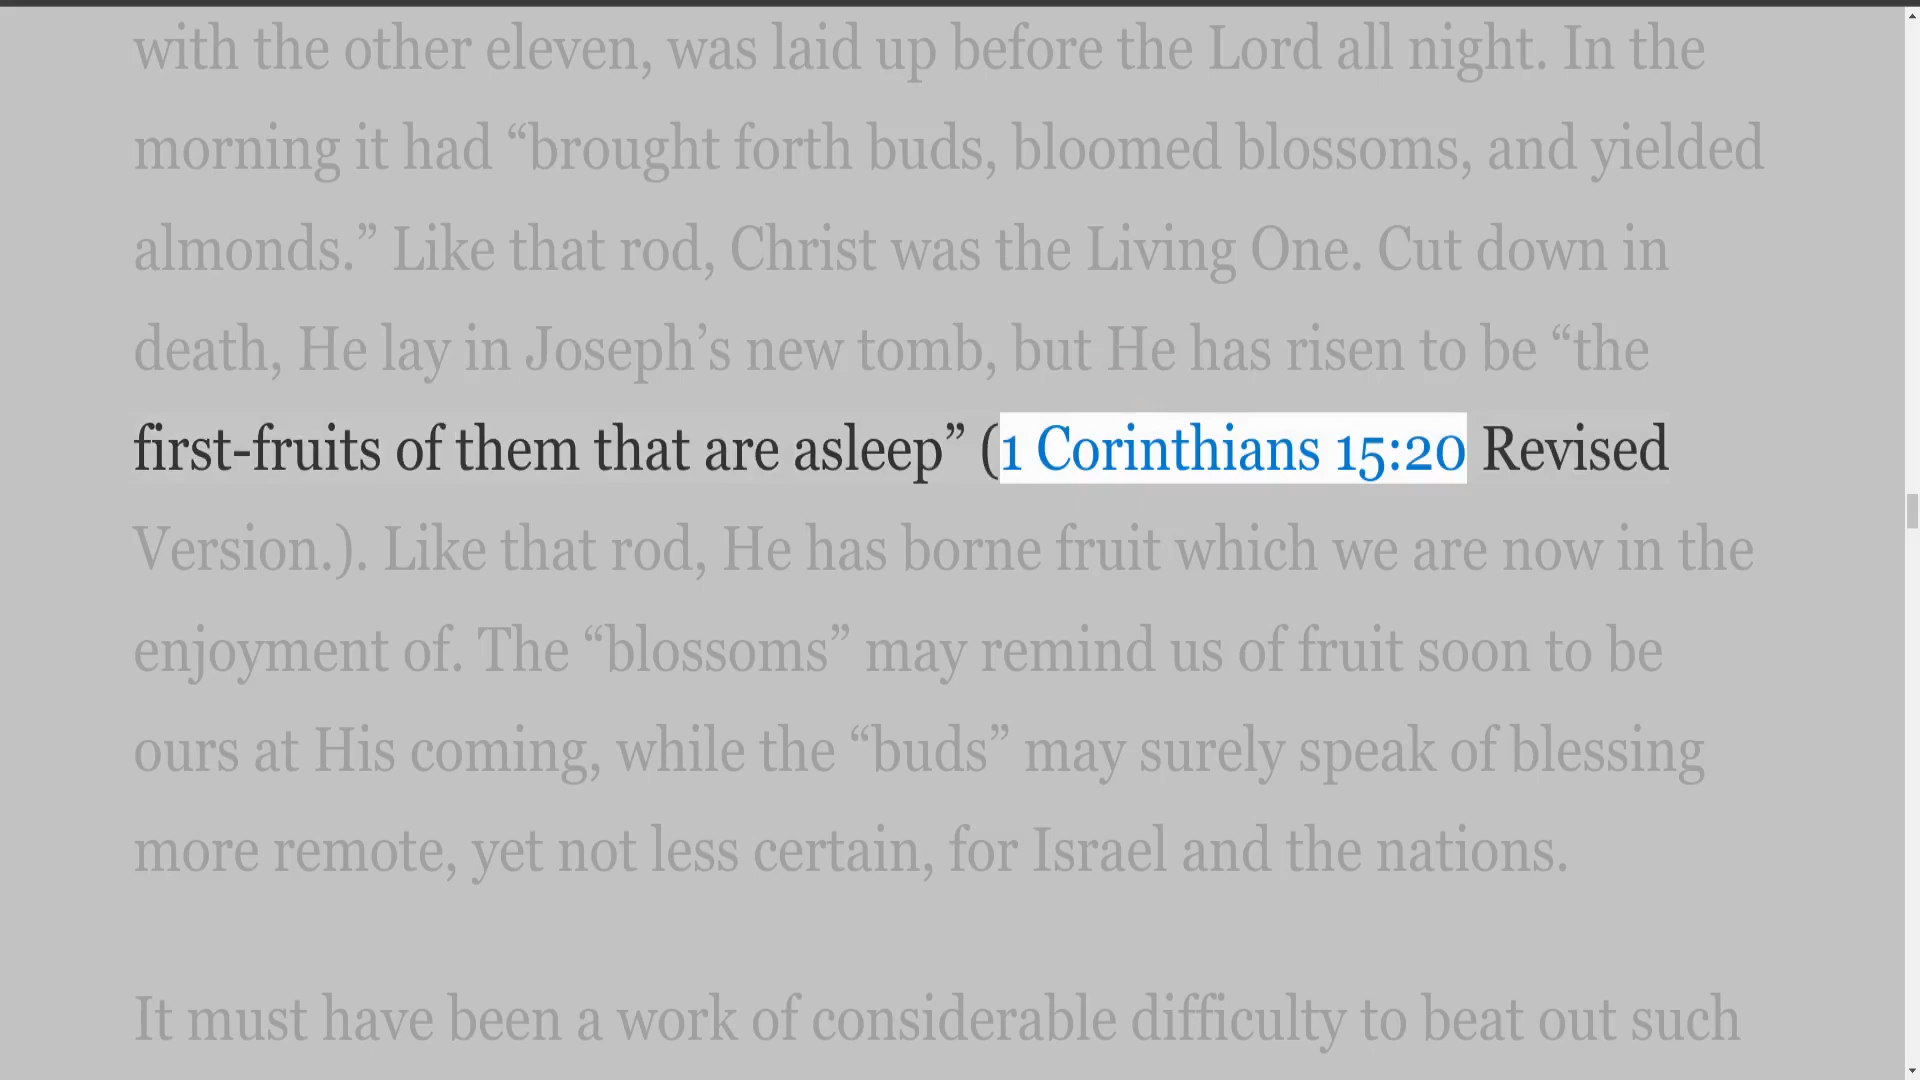 with the other eleven, was laid up before the Lord all night. In the
morning it had “brought forth buds, bloomed blossoms, and yielded
almonds.” Like that rod, Christ was the Living One. Cut down in
death, He lay in Joseph’s new tomb, but He has risen to be “the
first-fruits of them that are asleep” (1 Corinthians 15:20 Revised
Version.). Like that rod, He has borne fruit which we are now in the
enjoyment of. The “blossoms” may remind us of fruit soon to be
ours at His coming, while the “buds” may surely speak of blessing
more remote, yet not less certain, for Israel and the nations.
It must have been a work of considerable difficulty to beat out such